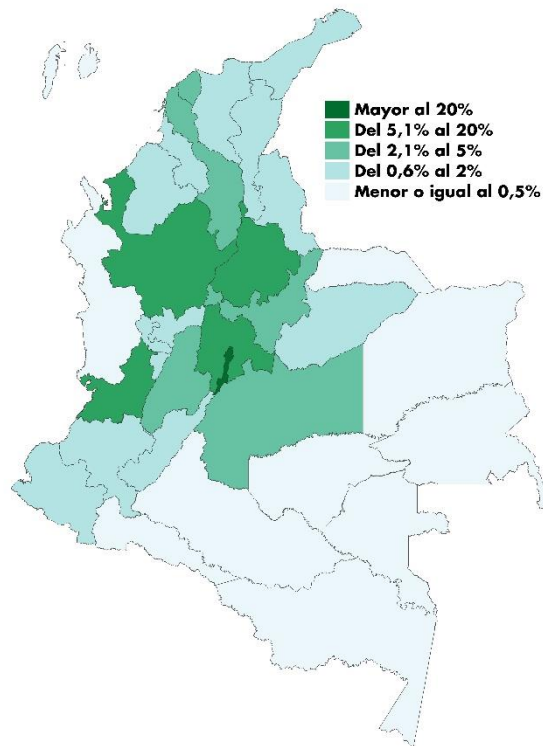 Mayor al 20%
Del 5,1% al 20%
Del 2,1% al 5%
Del 0,6% al 2%
Menor o igual al 0,5%